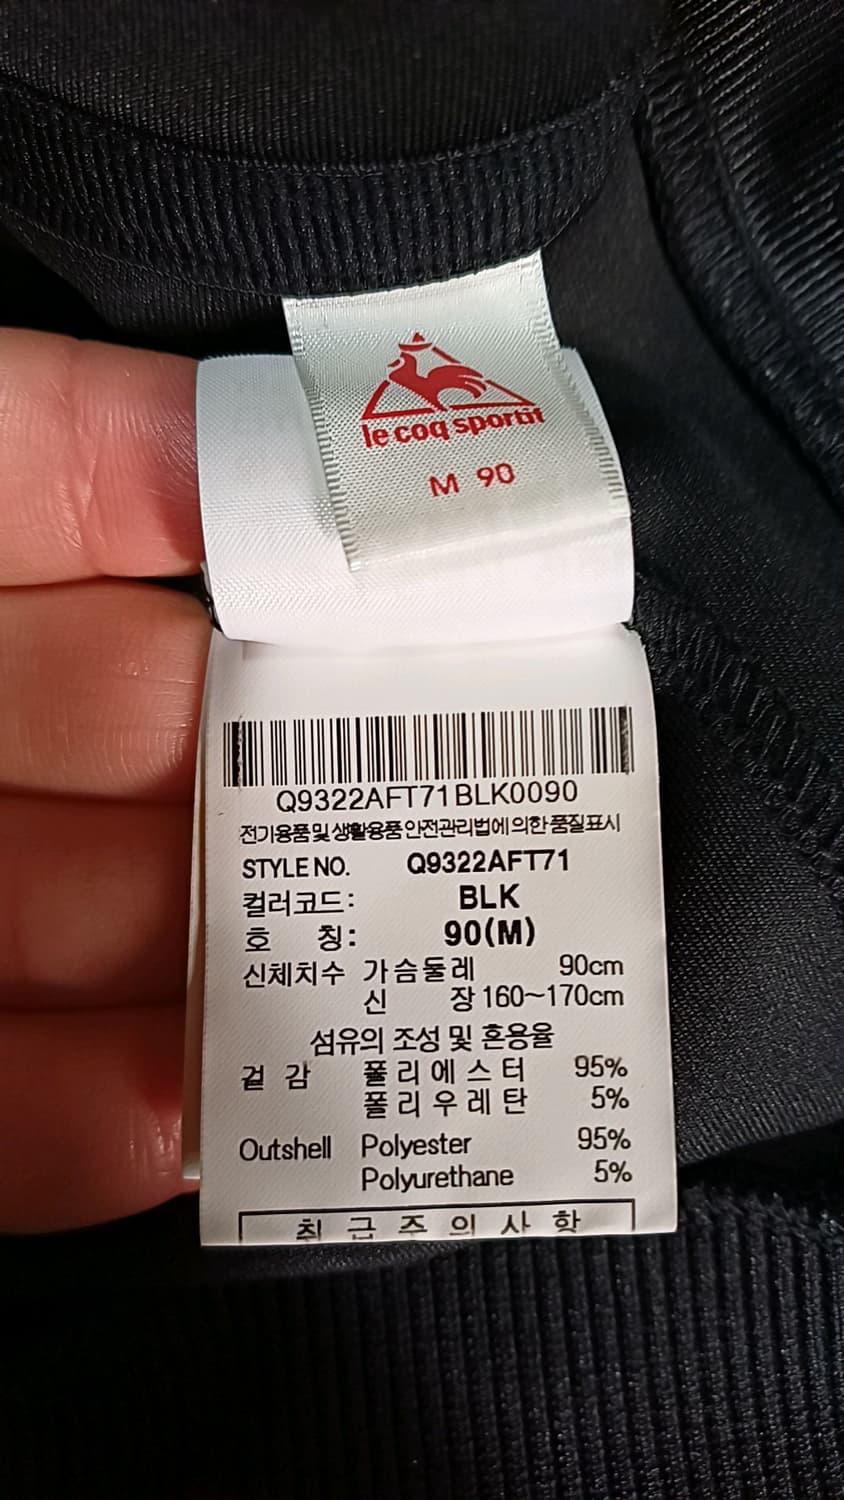 le coq sportif
M 90
Q9322AFT71BLK0090
전기용품및생활용품안전관리법에의한품질표시
STYLE NO. Q9322AFT71
컬러코드: BLK
호 칭: 90(M)
신체치수 가슴둘레 90cm
신 장 160~170cm
섬유의 조성 및 혼용율
겉 감 폴리에스터 95%
폴리우레탄 5%
Outshell Polyester 95%
Polyurethane 5%
취급주의사항